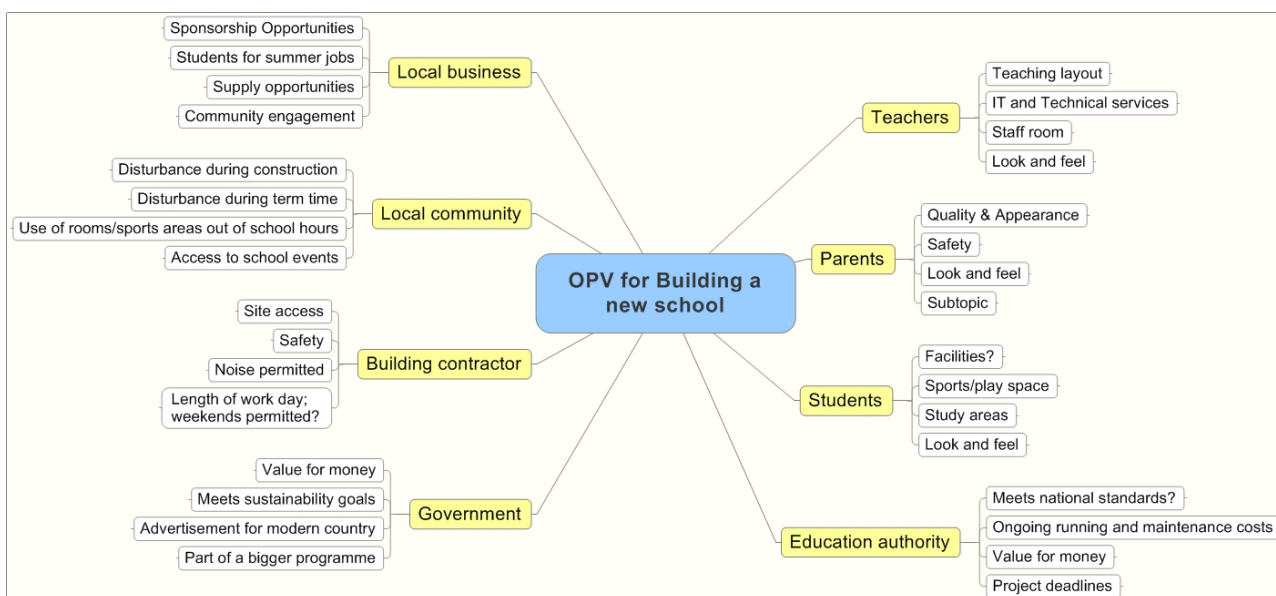 OPV for Building a
new school
Local business
Sponsorship Opportunities
Students for summer jobs
Supply opportunities
Community engagement
Local community
Disturbance during construction
Disturbance during term time
Use of rooms/sports areas out of school hours
Access to school events
Building contractor
Site access
Safety
Noise permitted
Length of work day;
weekends permitted?
Government
Value for money
Meets sustainability goals
Advertisement for modern country
Part of a bigger programme
Teachers
Teaching layout
IT and Technical services
Staff room
Look and feel
Parents
Quality & Appearance
Safety
Look and feel
Subtopic
Students
Facilities?
Sports/play space
Study areas
Look and feel
Education authority
Meets national standards?
Ongoing running and maintenance costs
Value for money
Project deadlines